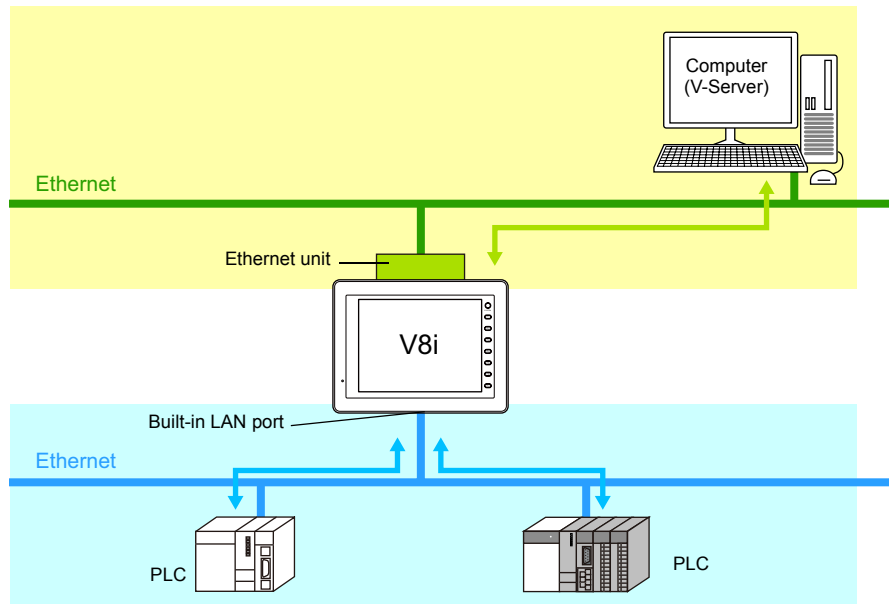 Computer
(V-Server)
Ethernet
Ethernet unit
V8i
Built-in LAN port
Ethernet
PLC
PLC